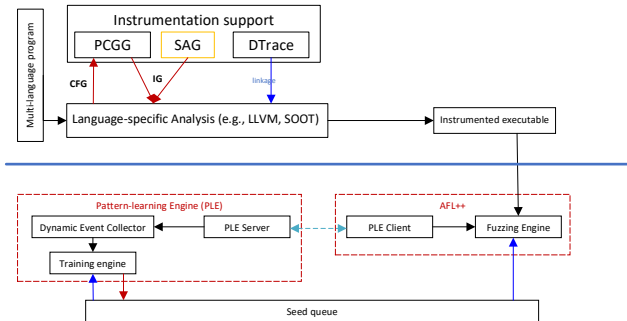 Instrumentation support
Multi-language program
PCGG
SAG
DTrace
CFG
IG
linkage
Language-specific Analysis (e.g., LLVM, SOOT)
Instrumented executable
Pattern-learning Engine (PLE)
AFL++
Dynamic Event Collector
PLE Server
PLE Client
Fuzzing Engine
Training engine
Seed queue